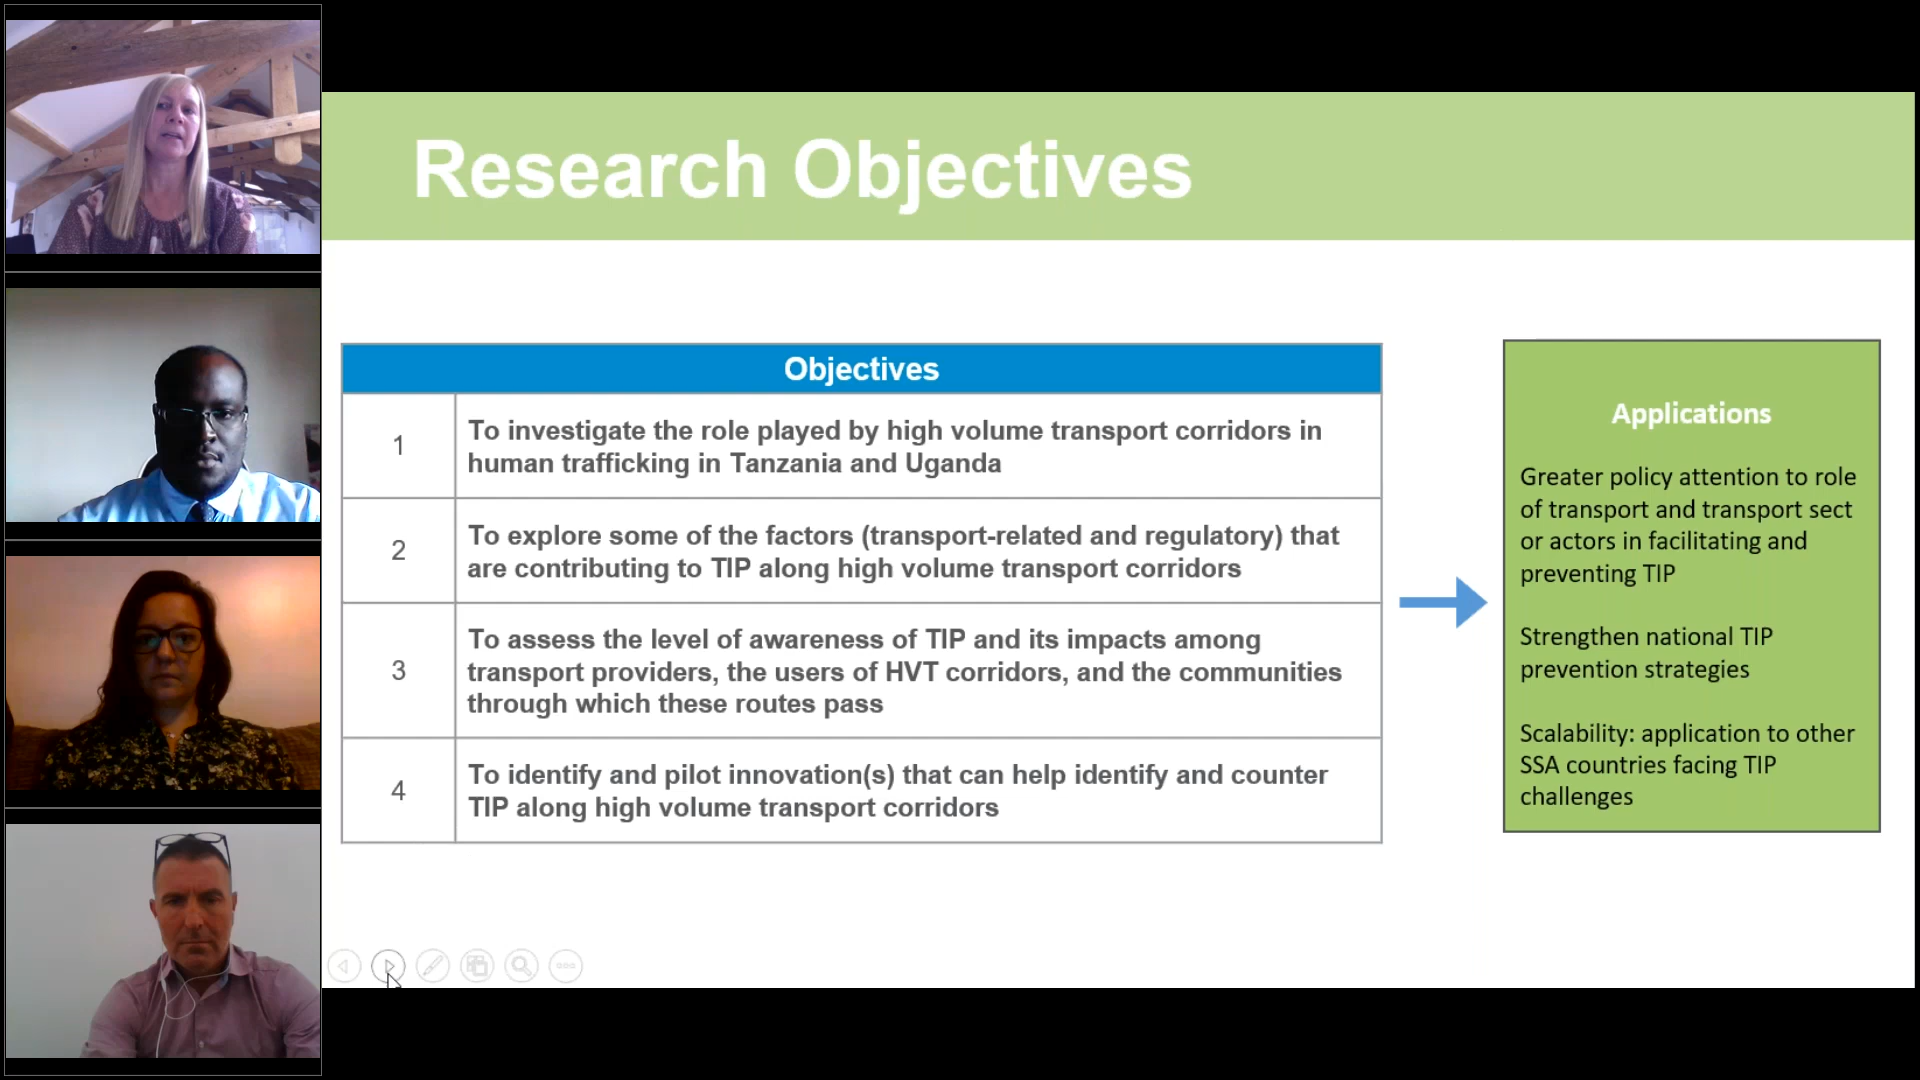 Research Objectives
Objectives
1
To investigate the role played by high volume transport corridors in
human trafficking in Tanzania and Uganda
2
To explore some of the factors (transport-related and regulatory) that
are contributing to TIP along high volume transport corridors
3
To assess the level of awareness of TIP and its impacts among
transport providers, the users of HVT corridors, and the communities
through which these routes pass
4
To identify and pilot innovation(s) that can help identify and counter
TIP along high volume transport corridors
Applications
Greater policy attention to role
of transport and transport sect
or actors in facilitating and
preventing TIP
Strengthen national TIP
prevention strategies
Scalability: application to other
SSA countries facing TIP
challenges